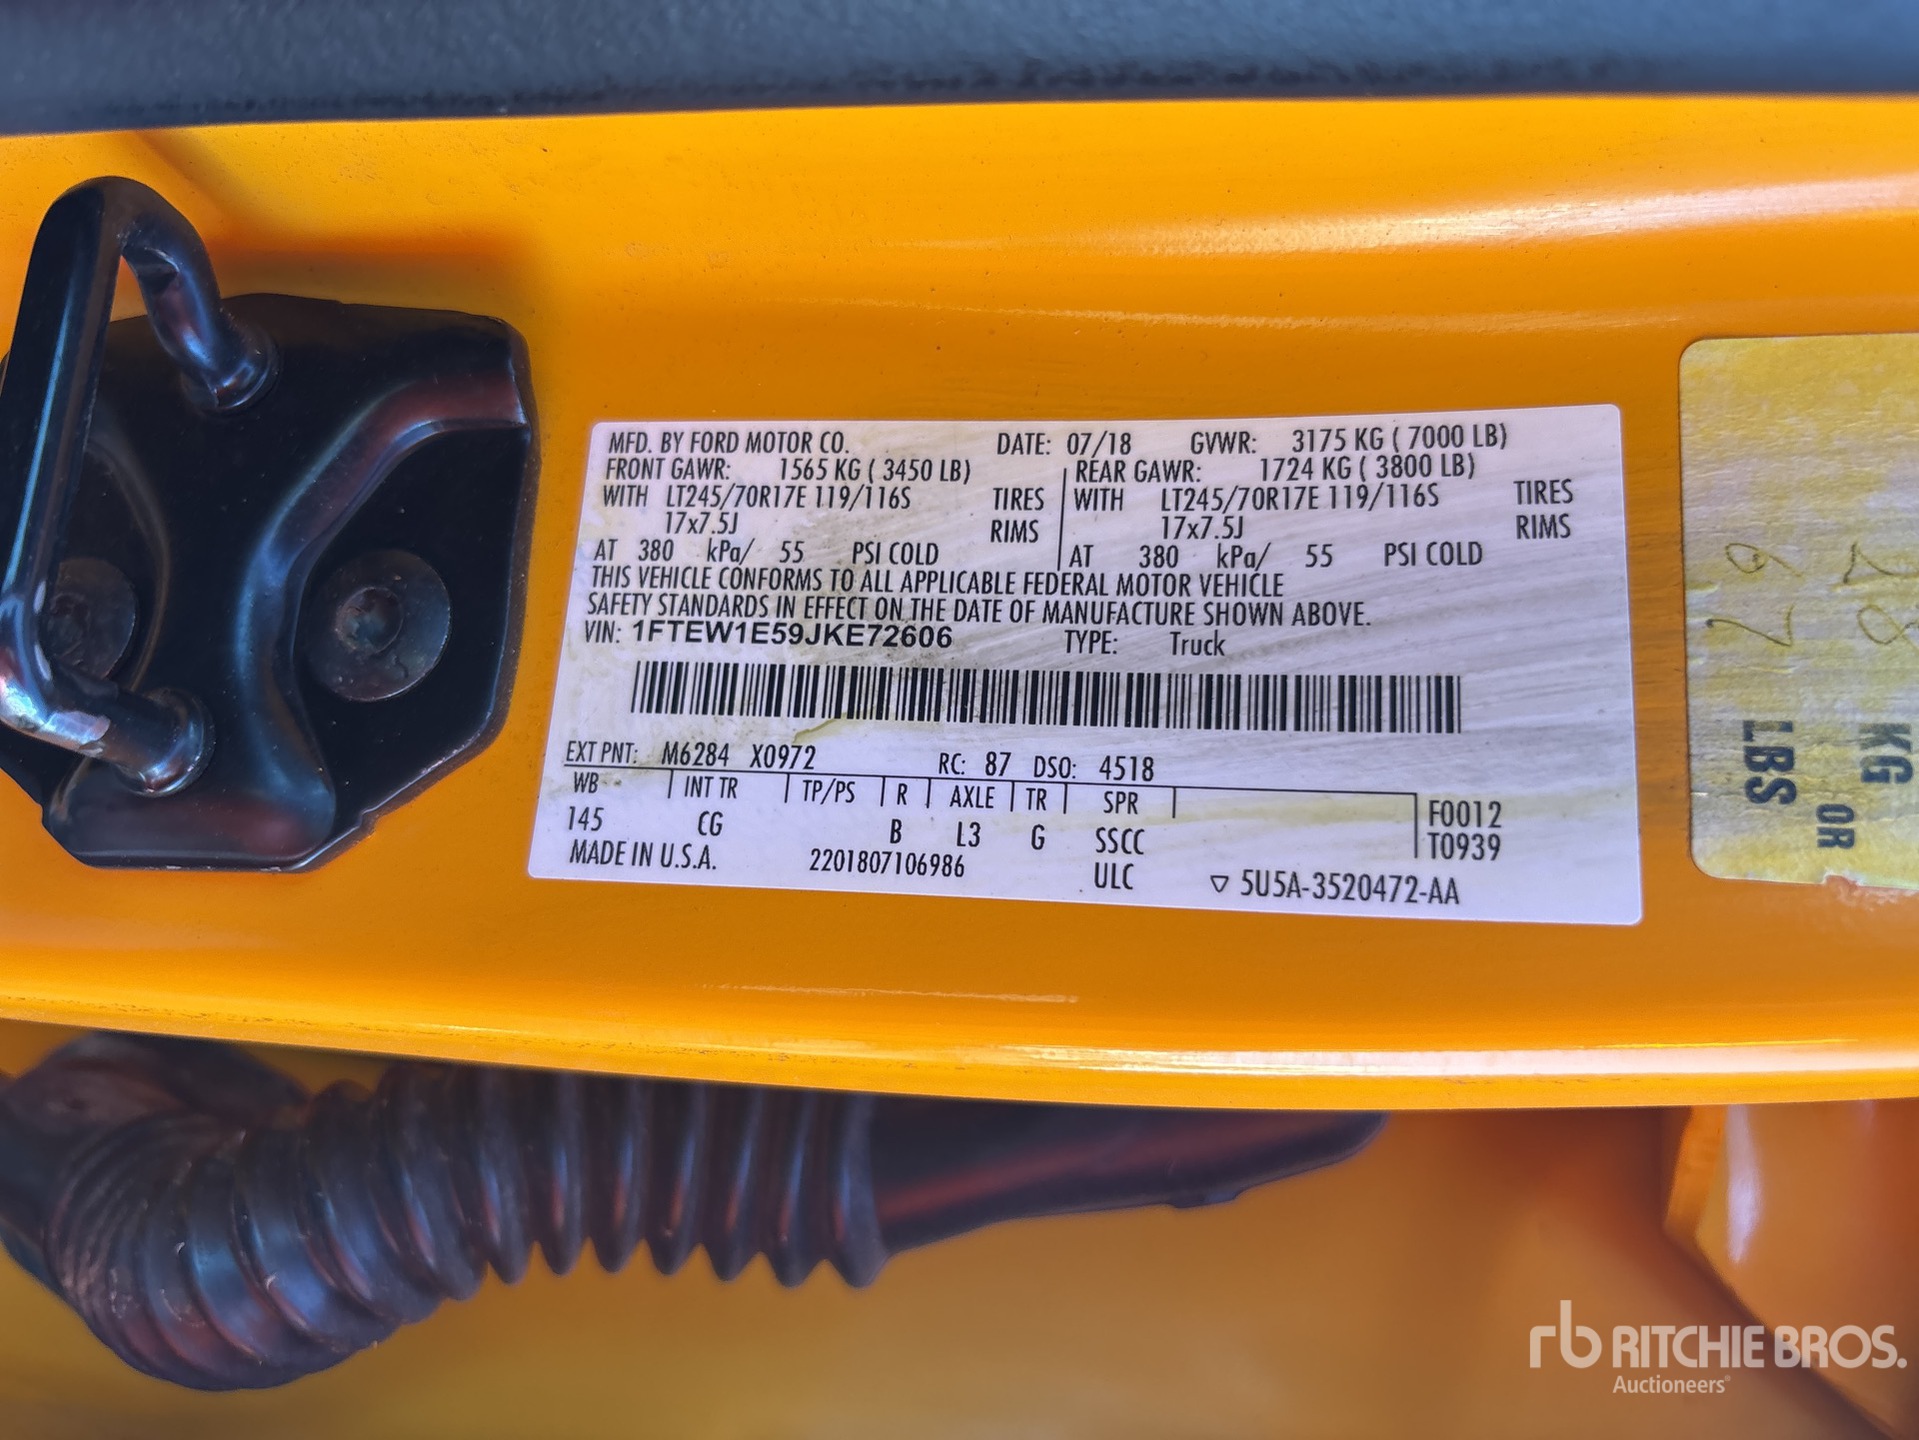 MFD. BY FORD MOTOR CO. DATE: 07/18 GVWR: 3175 KG ( 7000 LB)
FRONT GAWR: 1565 KG ( 3450 LB) REAR GAWR: 1724 KG ( 3800 LB)
WITH LT245/70R17E 119/116S TIRES WITH LT245/70R17E 119/116S TIRES
17x7.5J RIMS 17x7.5J RIMS
AT 380 kPa/ 55 PSI COLD AT 380 kPa/ 55 PSI COLD
THIS VEHICLE CONFORMS TO ALL APPLICABLE FEDERAL MOTOR VEHICLE
SAFETY STANDARDS IN EFFECT ON THE DATE OF MANUFACTURE SHOWN ABOVE.
VIN: 1FTEW1E59JKE72606 TYPE: Truck
EXT PNT: M6284 X0972 RC: 87 DSO: 4518
WB INT TR TP/PS R AXLE TR SPR F0012
145 CG B L3 G SSCC T0939
MADE IN U.S.A. 2201807106986 ULC ▽ 5U5A-3520472-AA
KG
OR
LBS
rb RITCHIE BROS.
Auctioneers®